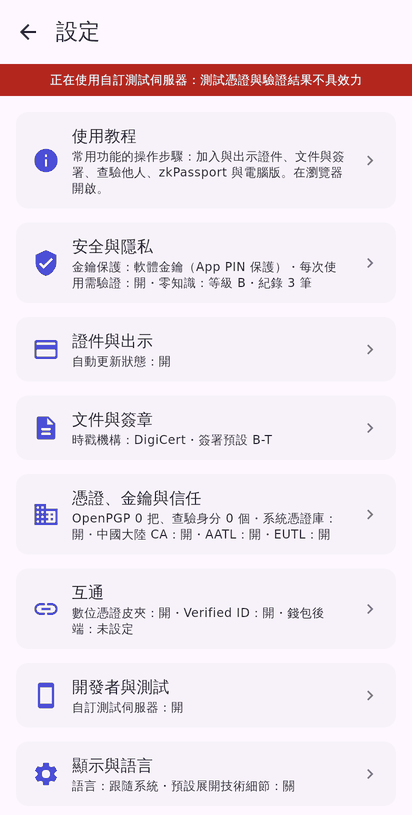 設定
正在使用自訂測試伺服器：測試憑證與驗證結果不具效力
使用教程
常用功能的操作步驟：加入與出示證件、文件與簽
署、查驗他人、zkPassport 與電腦版。在瀏覽器
開啟。
安全與隱私
金鑰保護：軟體金鑰（App PIN 保護）・每次使
用需驗證：開・零知識：等級 B・紀錄 3 筆
證件與出示
自動更新狀態：開
文件與簽章
時戳機構：DigiCert・簽署預設 B-T
憑證、金鑰與信任
OpenPGP 0 把、查驗身分 0 個・系統憑證庫：
開・中國大陸 CA：開・AATL：開・EUTL：開
互通
數位憑證皮夾：開・Verified ID：開・錢包後
端：未設定
開發者與測試
自訂測試伺服器：開
顯示與語言
語言：跟隨系統・預設展開技術細節：關